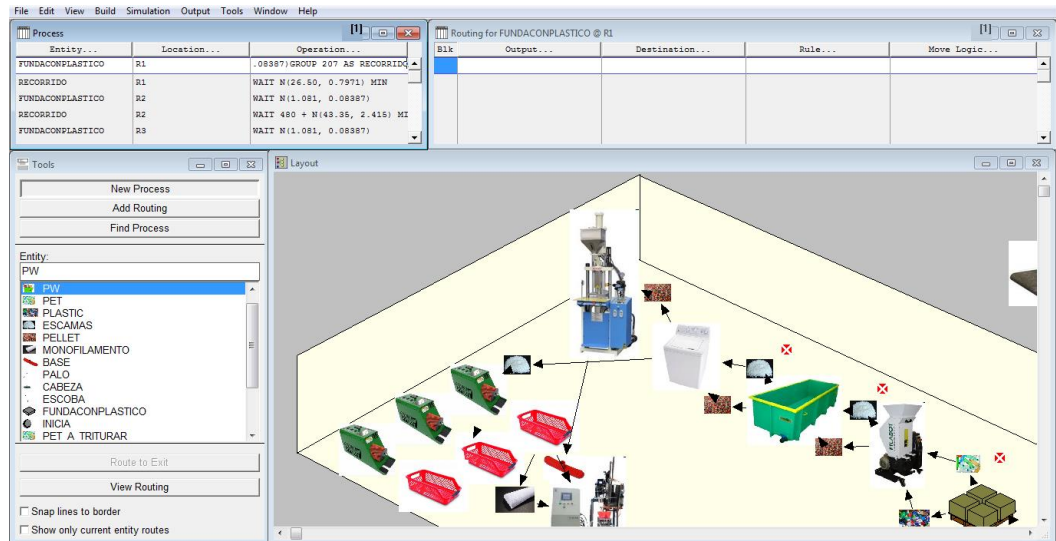 File Edit View Build Simulation Output Tools Window Help
Process [1]
Entity... Location... Operation...
FUNDACONPLASTICO R1 .08387)GROUP 207 AS RECORRIDO
RECORRIDO R1 WAIT N(26.50, 0.7971) MIN
FUNDACONPLASTICO R2 WAIT N(1.081, 0.08387)
RECORRIDO R2 WAIT 480 + N(43.35, 2.415) MI
FUNDACONPLASTICO R3 WAIT N(1.081, 0.08387)
Routing for FUNDACONPLASTICO @ R1 [1]
Blk Output... Destination... Rule... Move Logic...
Tools
New Process
Add Routing
Find Process
Entity:
PW
PW
PET
PLASTIC
ESCAMAS
PELLET
MONOFILAMENTO
BASE
PALO
CABEZA
ESCOBA
FUNDACONPLASTICO
INICIA
PET A TRITURAR
Route to Exit
View Routing
Snap lines to border
Show only current entity routes
Layout